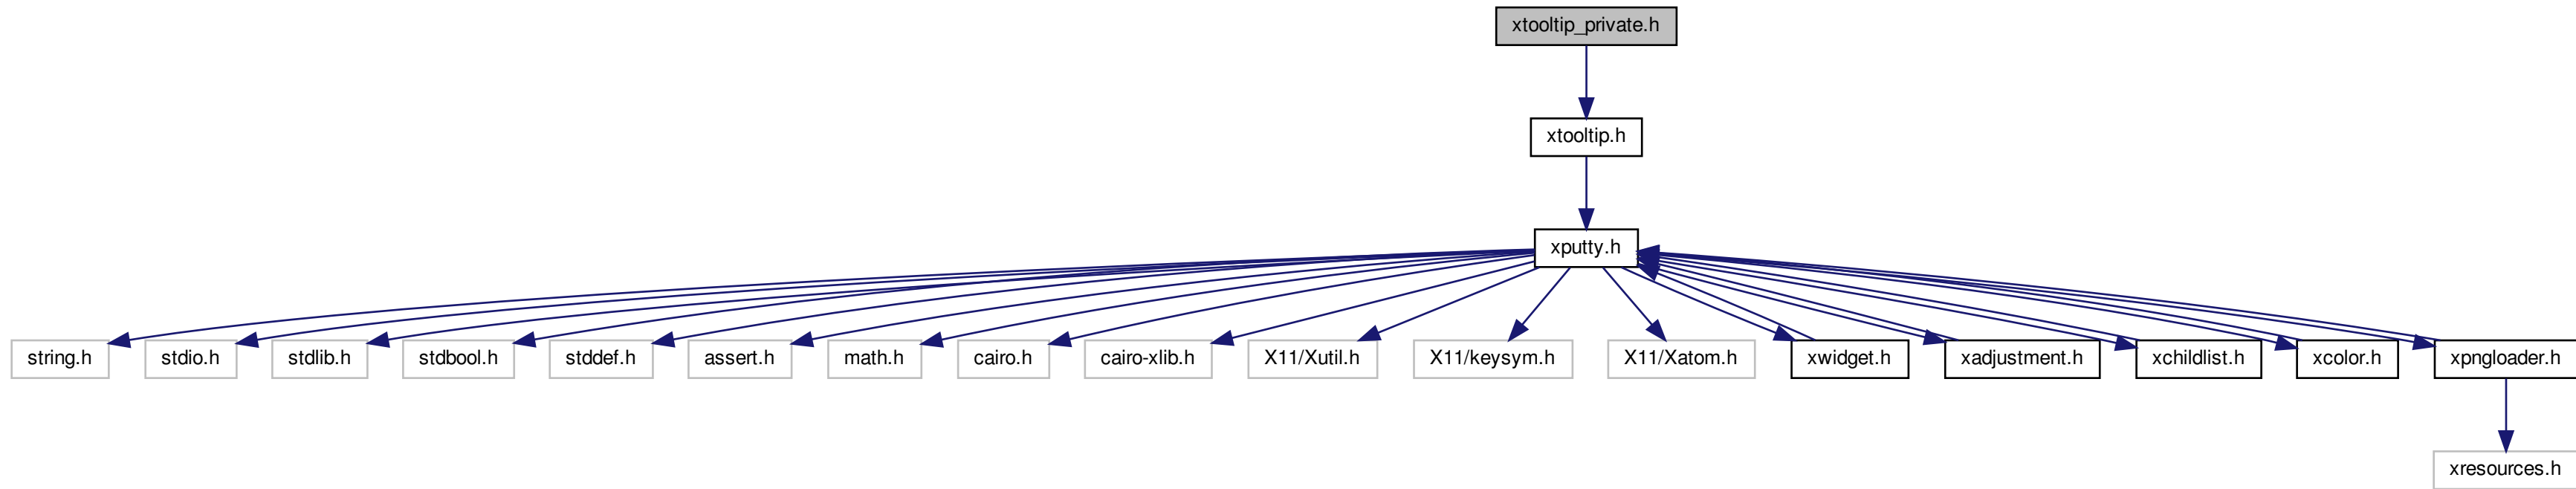 xtooltip_private.h
xtooltip.h
xputty.h
string.h
stdio.h
stdlib.h
stdbool.h
stddef.h
assert.h
math.h
cairo.h
cairo-xlib.h
X11/Xutil.h
X11/keysym.h
X11/Xatom.h
xwidget.h
xadjustment.h
xchildlist.h
xcolor.h
xpngloader.h
xresources.h